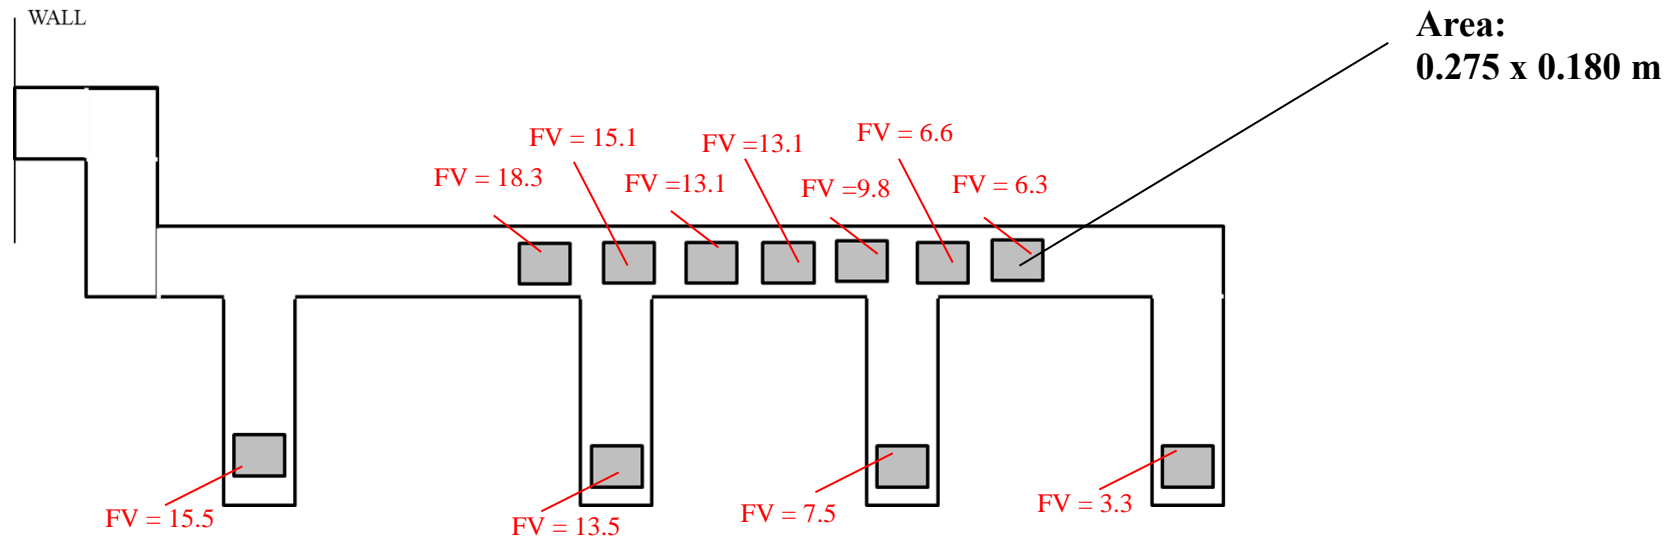 WALL
Area:
0.275 x 0.180 m
FV = 15.1
FV =13.1
FV = 6.6
FV = 18.3
FV =13.1
FV =9.8
FV = 6.3
FV = 15.5
FV = 13.5
FV = 7.5
FV = 3.3